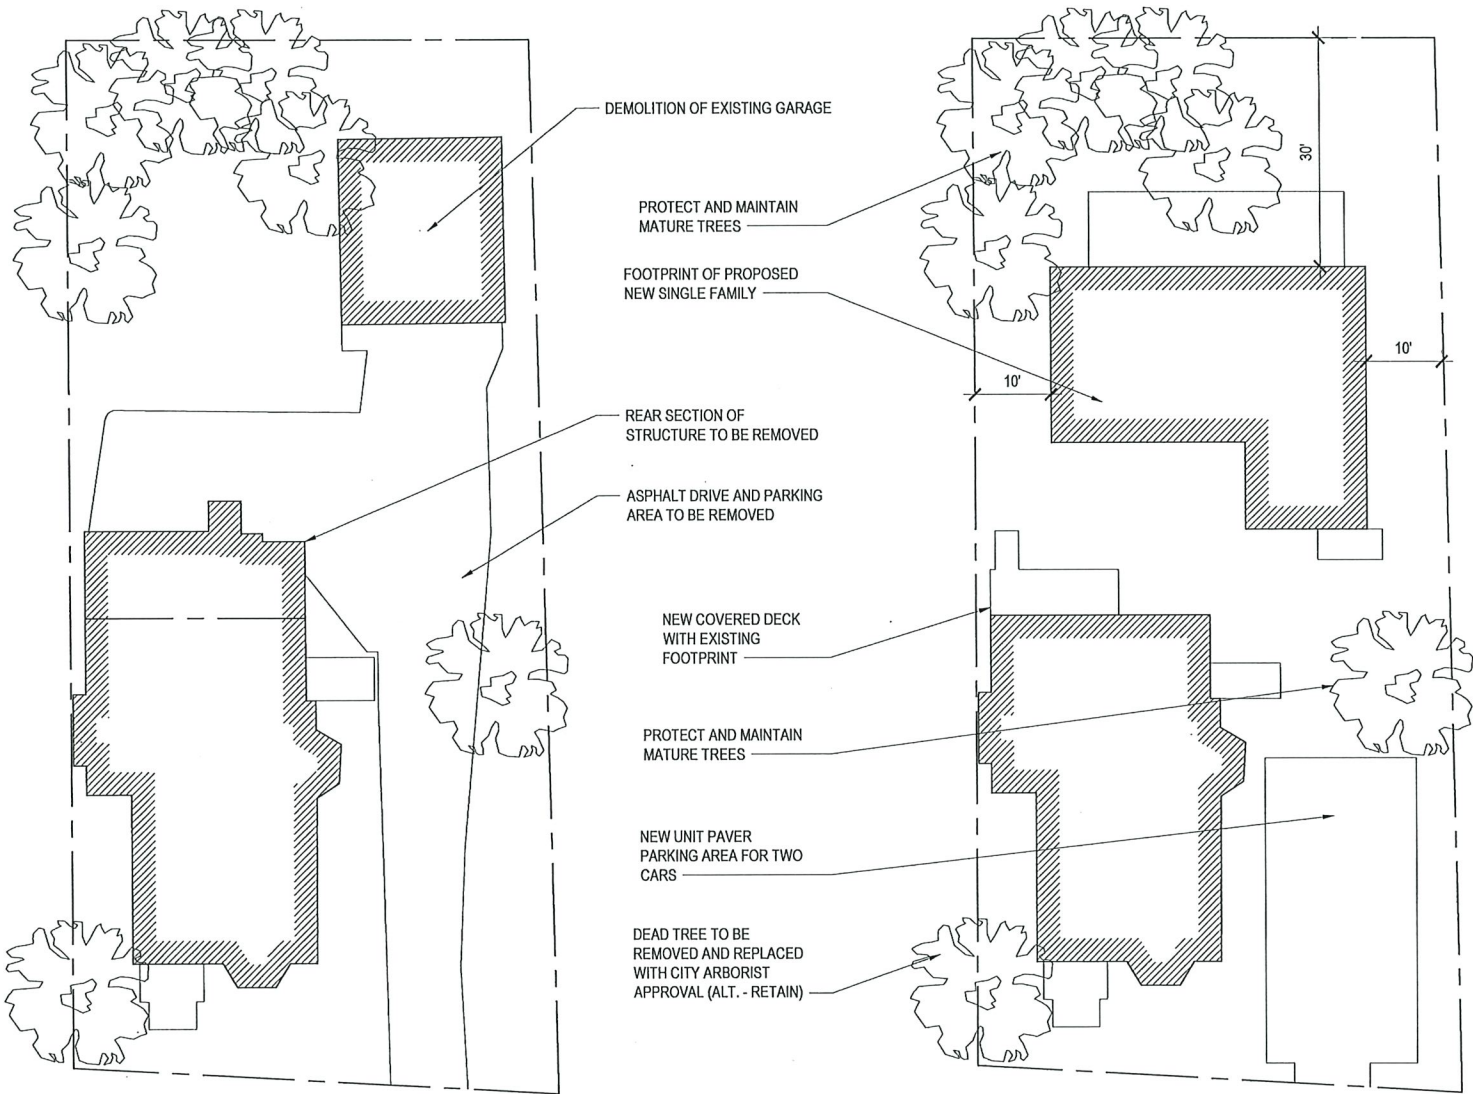 DEMOLITION OF EXISTING GARAGE
30'
PROTECT AND MAINTAIN
MATURE TREES
FOOTPRINT OF PROPOSED
NEW SINGLE FAMILY
10'
10'
REAR SECTION OF
STRUCTURE TO BE REMOVED
ASPHALT DRIVE AND PARKING
AREA TO BE REMOVED
NEW COVERED DECK
WITH EXISTING
FOOTPRINT
PROTECT AND MAINTAIN
MATURE TREES
NEW UNIT PAVER
PARKING AREA FOR TWO
CARS
DEAD TREE TO BE
REMOVED AND REPLACED
WITH CITY ARBORIST
APPROVAL (ALT. - RETAIN)